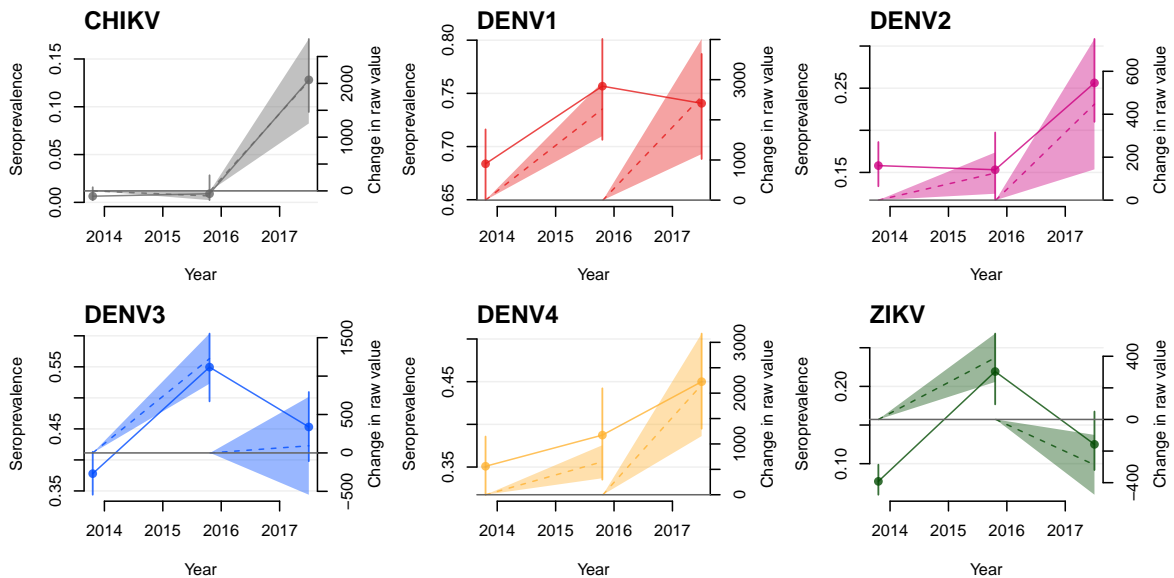 CHIKV
Seroprevalence
0.00 0.05 0.10 0.15
0 1000 2000
Change in raw value
2014 2015 2016 2017
Year
DENV1
Seroprevalence
0.65 0.70 0.75 0.80
0 1000 3000
Change in raw value
2014 2015 2016 2017
Year
DENV2
Seroprevalence
0.15 0.25
0 200 400 600
Change in raw value
2014 2015 2016 2017
Year
DENV3
Seroprevalence
0.35 0.45 0.55
−500 0 500 1500
Change in raw value
2014 2015 2016 2017
Year
DENV4
Seroprevalence
0.35 0.45
0 1000 2000 3000
Change in raw value
2014 2015 2016 2017
Year
ZIKV
Seroprevalence
0.10 0.20
−400 0 400
Change in raw value
2014 2015 2016 2017
Year